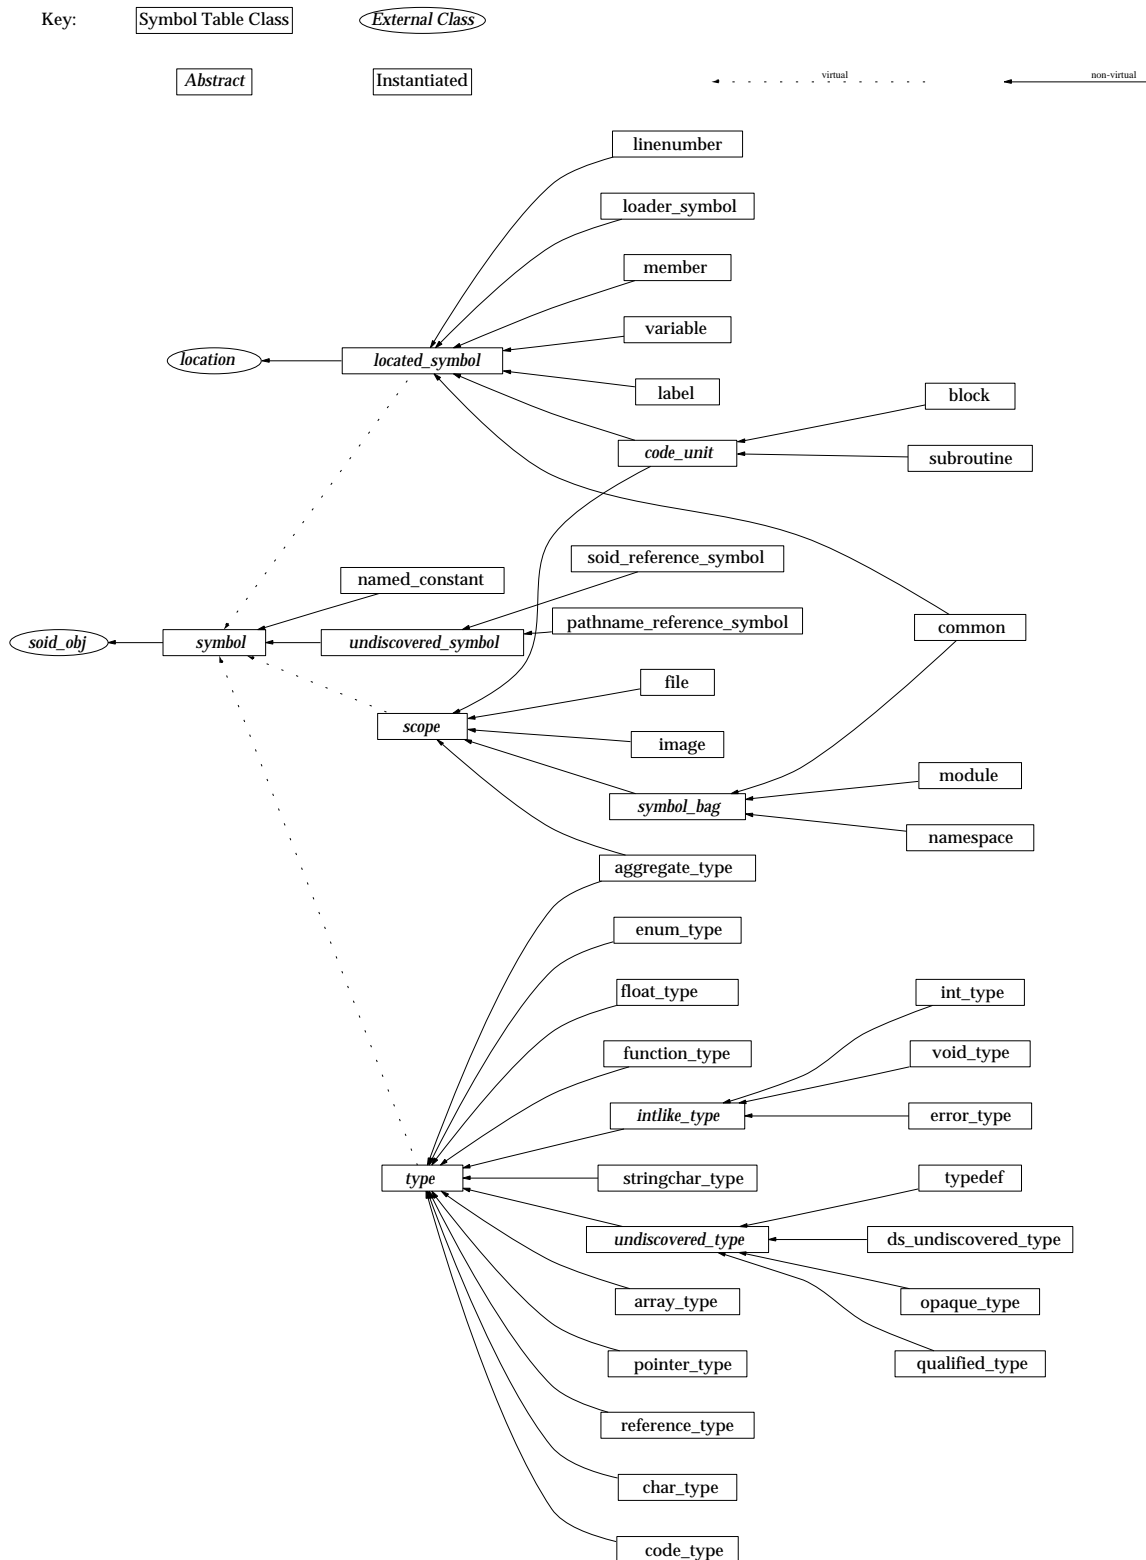 Key: Symbol Table Class External Class
Abstract Instantiated virtual non-virtual
linenumber
loader_symbol
member
variable
location located_symbol
label
block
code_unit
subroutine
soid_reference_symbol
named_constant
pathname_reference_symbol
common
soid_obj symbol undiscovered_symbol
file
scope
image
module
symbol_bag
namespace
aggregate_type
enum_type
float_type int_type
function_type void_type
intlike_type error_type
type stringchar_type typedef
undiscovered_type ds_undiscovered_type
array_type opaque_type
pointer_type qualified_type
reference_type
char_type
code_type